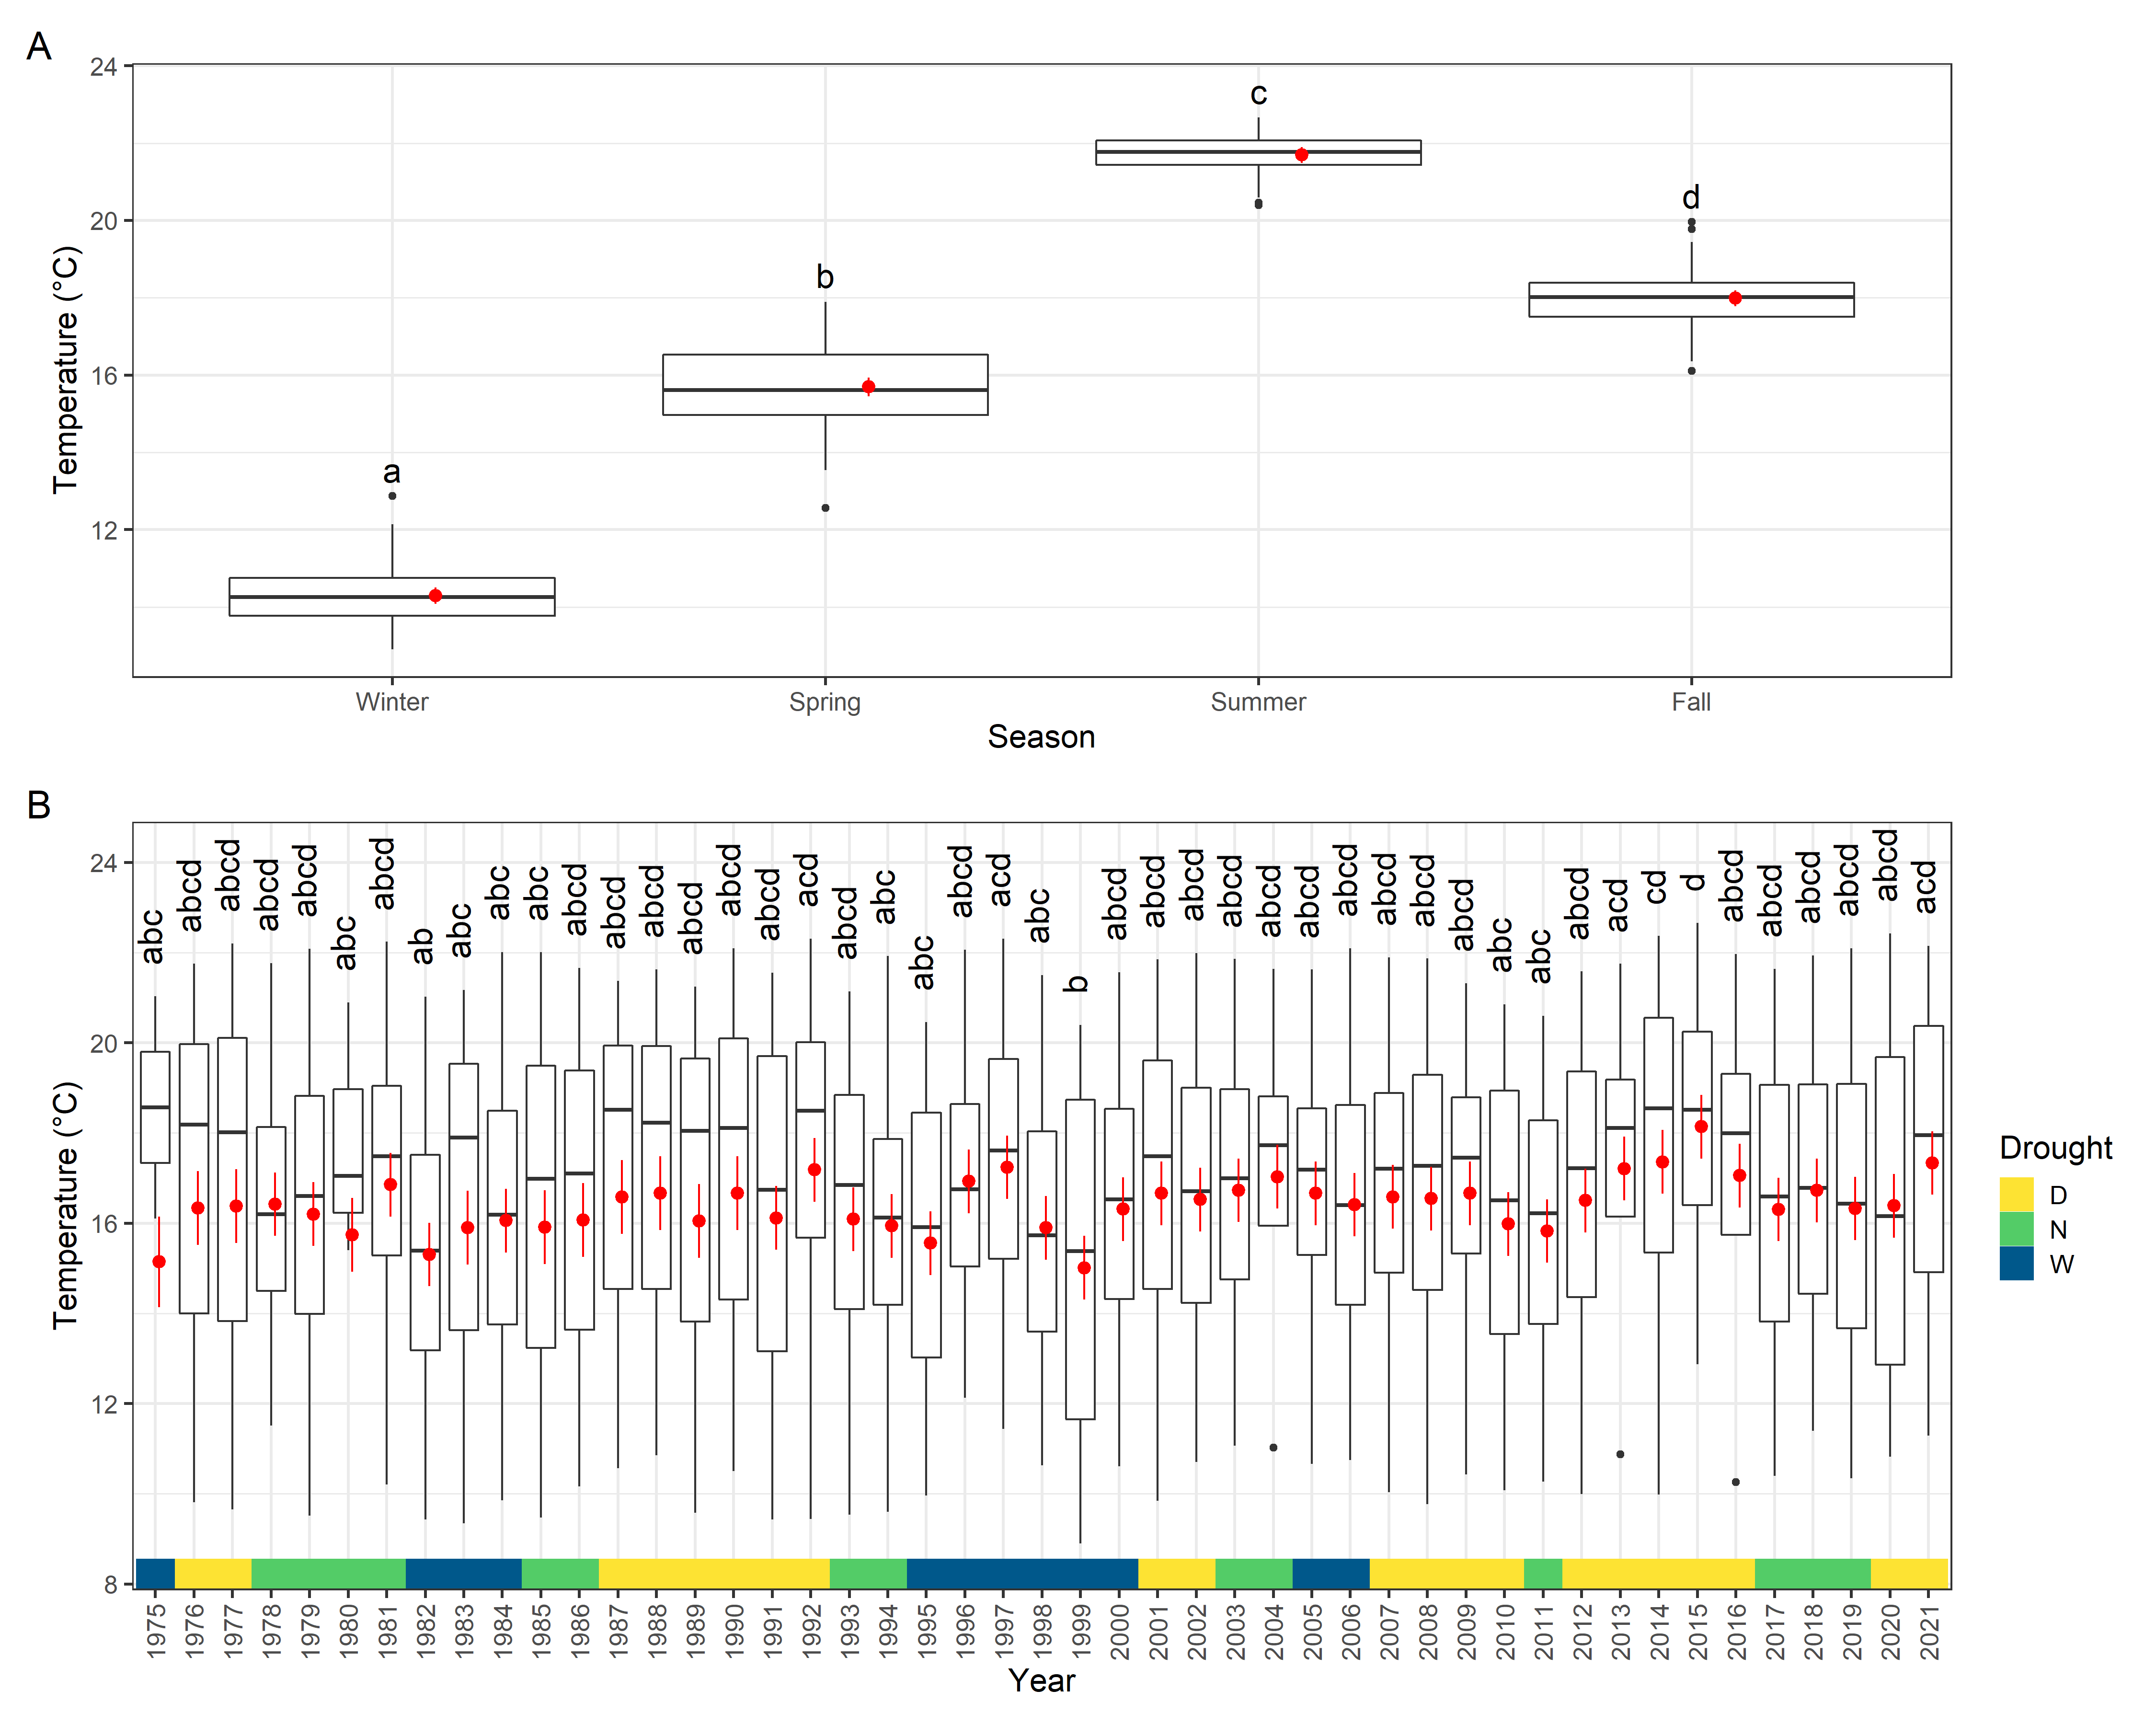 A
24
20
16
12
Temperature (°C)
a
b
c
d
Winter Spring Summer Fall
Season
B
24
20
16
12
8
Temperature (°C)
abc abcd abcd abcd abcd abc abcd ab abc abc abc abcd abcd abcd abcd abcd abcd acd abcd abc abc abcd acd abc b abcd abcd abcd abcd abcd abcd abcd abcd abcd abcd abc abc abcd acd cd d abcd abcd abcd abcd abcd acd
1975 1976 1977 1978 1979 1980 1981 1982 1983 1984 1985 1986 1987 1988 1989 1990 1991 1992 1993 1994 1995 1996 1997 1998 1999 2000 2001 2002 2003 2004 2005 2006 2007 2008 2009 2010 2011 2012 2013 2014 2015 2016 2017 2018 2019 2020 2021
Year
Drought
D
N
W